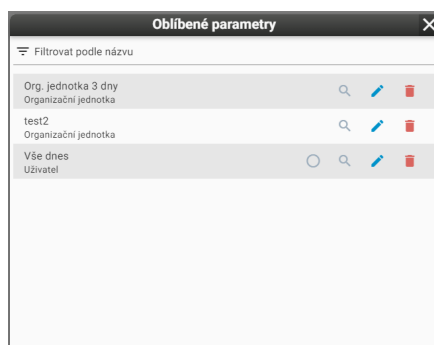 Oblíbené parametry
Filtrovat podle názvu
Org. jednotka 3 dny
Organizační jednotka
test2
Organizační jednotka
Vše dnes
Uživatel